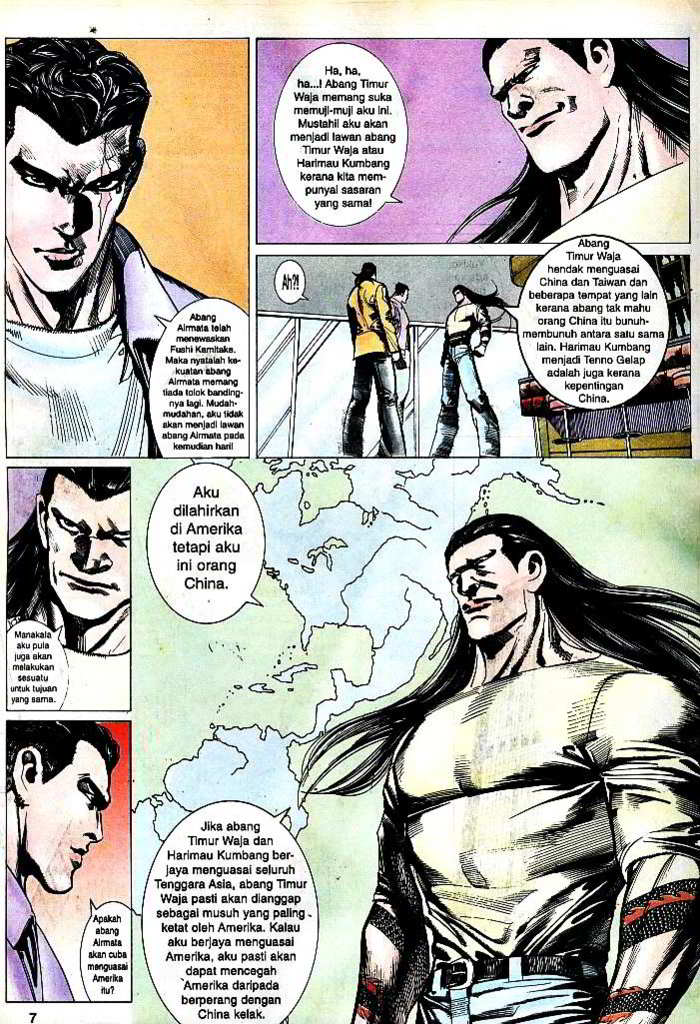 Abang
Airmata telah
menewaskan
Fushi Kamitaka.
Maka nyatalah ke-
kuatan abang
Airmata memang
tiada tolok banding-
nya lagi. Mudah-
mudahan, aku tidak
akan menjadi lawan
abang Airmata pada
kemudian hari!
Ha, ha,
ha...! Abang Timur
Waja memang suka
memuji-muji aku ini.
Mustahil aku akan
menjadi lawan abang
Timur Waja atau
Harimau Kumbang
kerana kita mem-
punyai sasaran
yang sama!
Ah?!
Abang
Timur Waja
hendak menguasai
China dan Taiwan dan
beberapa tempat yang lain
kerana abang tak mahu
orang China itu bunuh-
membunuh antara satu sama
lain. Harimau Kumbang
menjadi Tenno Gelap
adalah juga kerana
kepentingan
China.
Manakala
aku pula
juga akan
melakukan
sesuatu
untuk tujuan
yang sama.
Aku
dilahirkan
di Amerika
tetapi aku
ini orang
China.
Jika abang
Timur Waja dan
Harimau Kumbang ber-
jaya menguasai seluruh
Tenggara Asia, abang Timur
Waja pasti akan dianggap
sebagai musuh yang paling
ketat oleh Amerika. Kalau
aku berjaya menguasai
Amerika, aku pasti akan
dapat mencegah
Amerika daripada
berperang dengan
China kelak.
Apakah
abang
Airmata
akan cuba
menguasai
Amerika
itu?
7